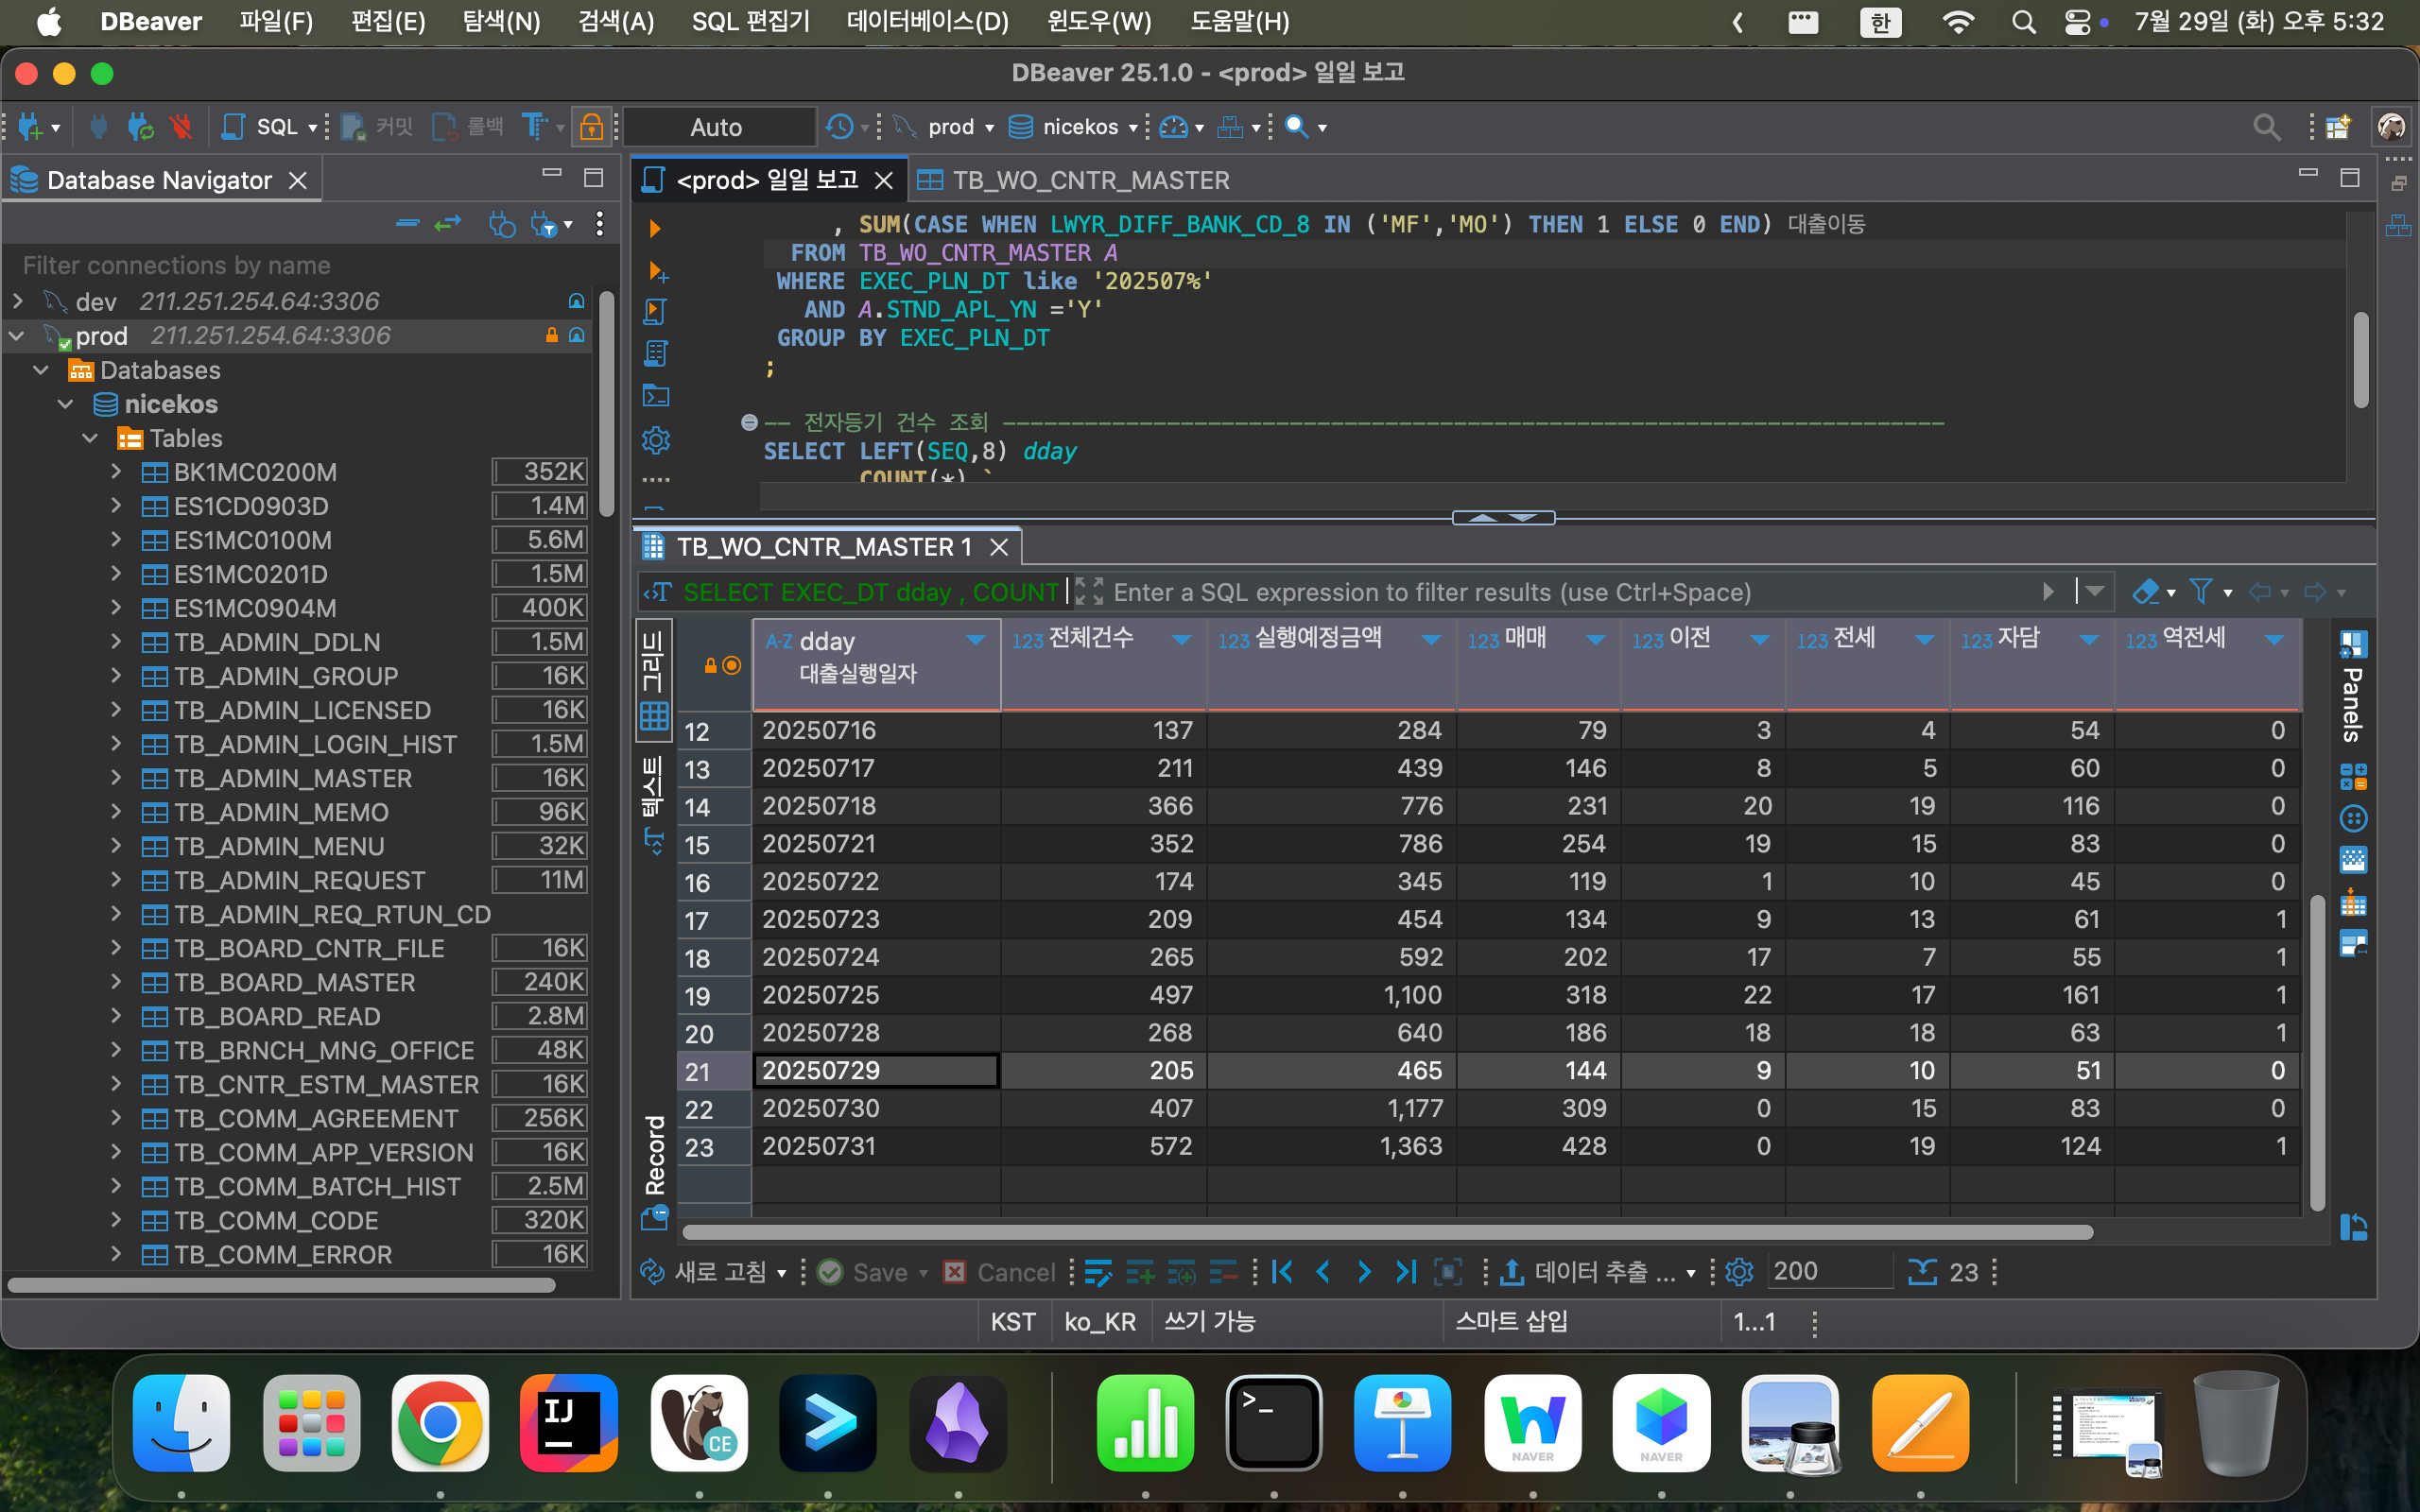 DBeaver 파일(F) 편집(E) 탐색(N) 검색(A) SQL 편집기 데이터베이스(D) 윈도우(W) 도움말(H) 한 7월 29일 (화) 오후 5:32
DBeaver 25.1.0 - <prod> 일일 보고
SQL 커밋 롤백 Auto prod nicekos
Database Navigator
Filter connections by name
dev 211.251.254.64:3306
prod 211.251.254.64:3306
Databases
nicekos
Tables
BK1MC0200M 352K
ES1CD0903D 1.4M
ES1MC0100M 5.6M
ES1MC0201D 1.5M
ES1MC0904M 400K
TB_ADMIN_DDLN 1.5M
TB_ADMIN_GROUP 16K
TB_ADMIN_LICENSED 16K
TB_ADMIN_LOGIN_HIST 1.5M
TB_ADMIN_MASTER 16K
TB_ADMIN_MEMO 96K
TB_ADMIN_MENU 32K
TB_ADMIN_REQUEST 11M
TB_ADMIN_REQ_RTUN_CD
TB_BOARD_CNTR_FILE 16K
TB_BOARD_MASTER 240K
TB_BOARD_READ 2.8M
TB_BRNCH_MNG_OFFICE 48K
TB_CNTR_ESTM_MASTER 16K
TB_COMM_AGREEMENT 256K
TB_COMM_APP_VERSION 16K
TB_COMM_BATCH_HIST 2.5M
TB_COMM_CODE 320K
TB_COMM_ERROR 16K
<prod> 일일 보고 TB_WO_CNTR_MASTER
, SUM(CASE WHEN LWYR_DIFF_BANK_CD_8 IN ('MF','MO') THEN 1 ELSE 0 END) 대출이동
FROM TB_WO_CNTR_MASTER A
WHERE EXEC_PLN_DT like '202507%'
AND A.STND_APL_YN ='Y'
GROUP BY EXEC_PLN_DT
;
-- 전자등기 건수 조회 ---------------------------------------------------------------------
SELECT LEFT(SEQ,8) dday
COUNT(*) `
TB_WO_CNTR_MASTER 1
SELECT EXEC_DT dday , COUNT Enter a SQL expression to filter results (use Ctrl+Space)
그리드
텍스트
Record
A-Z dday 123 전체건수 123 실행예정금액 123 매매 123 이전 123 전세 123 자담 123 역전세
대출실행일자
12 20250716 137 284 79 3 4 54 0
13 20250717 211 439 146 8 5 60 0
14 20250718 366 776 231 20 19 116 0
15 20250721 352 786 254 19 15 83 0
16 20250722 174 345 119 1 10 45 0
17 20250723 209 454 134 9 13 61 1
18 20250724 265 592 202 17 7 55 1
19 20250725 497 1,100 318 22 17 161 1
20 20250728 268 640 186 18 18 63 1
21 20250729 205 465 144 9 10 51 0
22 20250730 407 1,177 309 0 15 83 0
23 20250731 572 1,363 428 0 19 124 1
Panels
새로 고침 Save Cancel 데이터 추출 ... 200 23
KST ko_KR 쓰기 가능 스마트 삽입 1...1
IJ
CE
>_
NAVER
NAVER